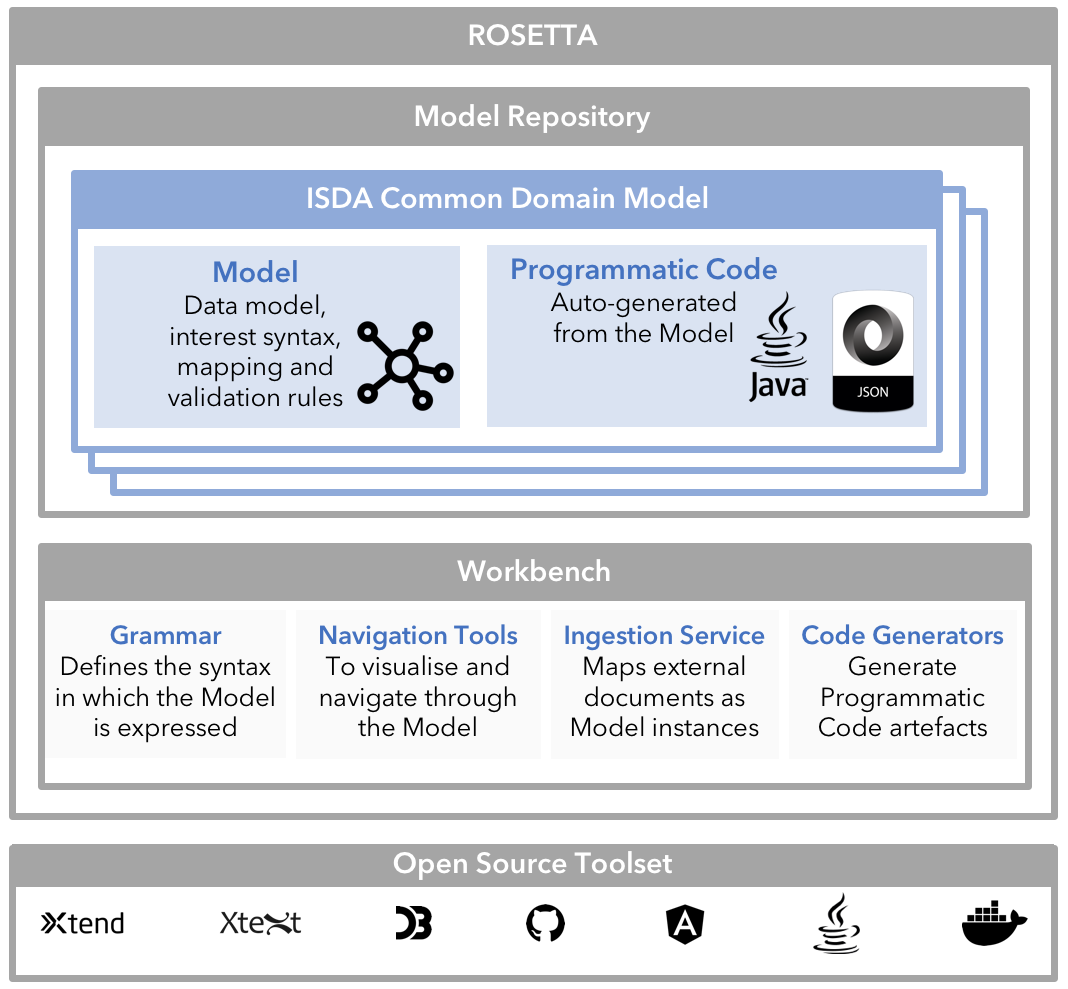 ROSETTA
Model Repository
ISDA Common Domain Model
Model
Data model,
interest syntax,
mapping and
validation rules
Programmatic Code
Auto-generated
from the Model
Java
JSON
Workbench
Grammar
Defines the syntax
in which the Model
is expressed
Navigation Tools
To visualise and
navigate through
the Model
Ingestion Service
Maps external
documents as
Model instances
Code Generators
Generate
Programmatic
Code artefacts
Open Source Toolset
Xtend
Xtext
D3
A